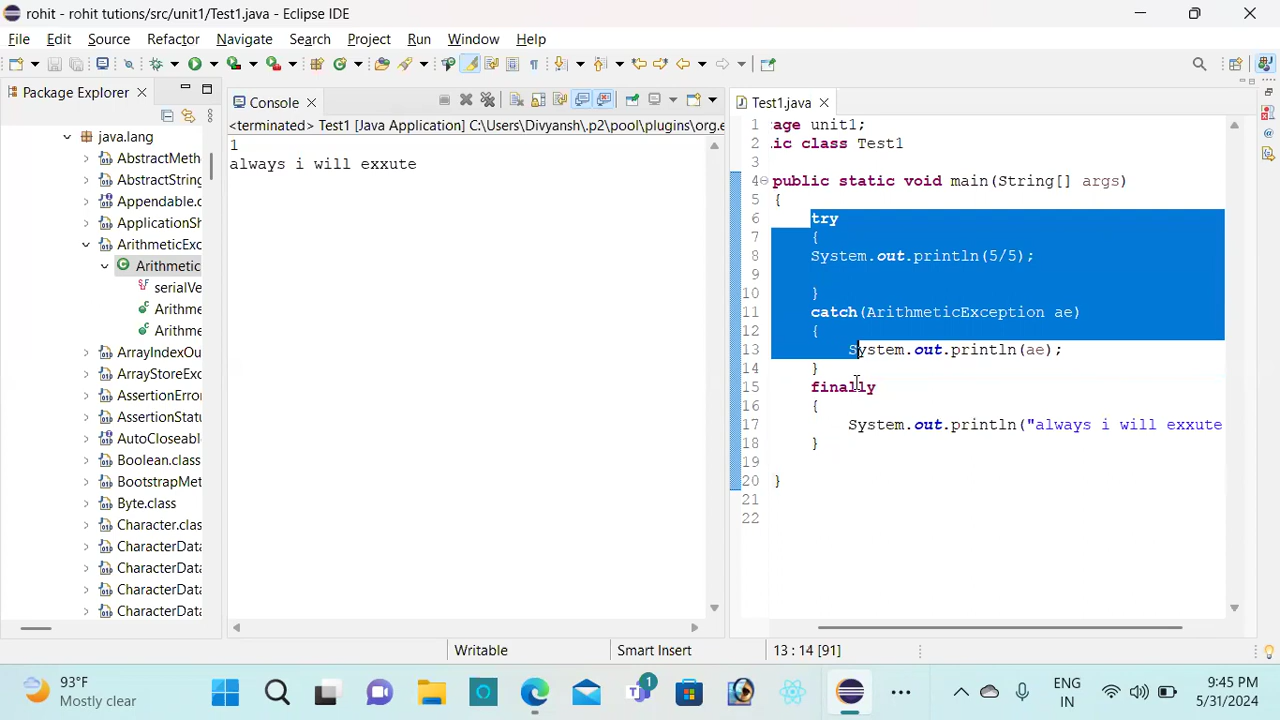 rohit - rohit tutions/src/unit1/Test1.java - Eclipse IDE
File Edit Source Refactor Navigate Search Project Run Window Help
Package Explorer
java.lang
AbstractMeth
AbstractString
Appendable.c
ApplicationSh
ArithmeticExc
Arithmetic
serialVe
Arithme
Arithme
ArrayIndexOu
ArrayStoreExc
AssertionErro
AssertionStatu
AutoCloseabl
Boolean.class
BootstrapMet
Byte.class
Character.clas
CharacterData
CharacterData
CharacterData
CharacterData
Console
<terminated> Test1 [Java Application] C:\Users\Divyansh\.p2\pool\plugins\org.e
1
always i will exxute
Test1.java
1 age unit1;
2 ic class Test1
3
4 public static void main(String[] args)
5 {
6 try
7 {
8 System.out.println(5/5);
9
10 }
11 catch(ArithmeticException ae)
12 {
13 System.out.println(ae);
14 }
15 finally
16 {
17 System.out.println("always i will exxute
18 }
19
20 }
21
22
Writable Smart Insert 13 : 14 [91]
93°F
Mostly clear
1
ENG
IN
9:45 PM
5/31/2024